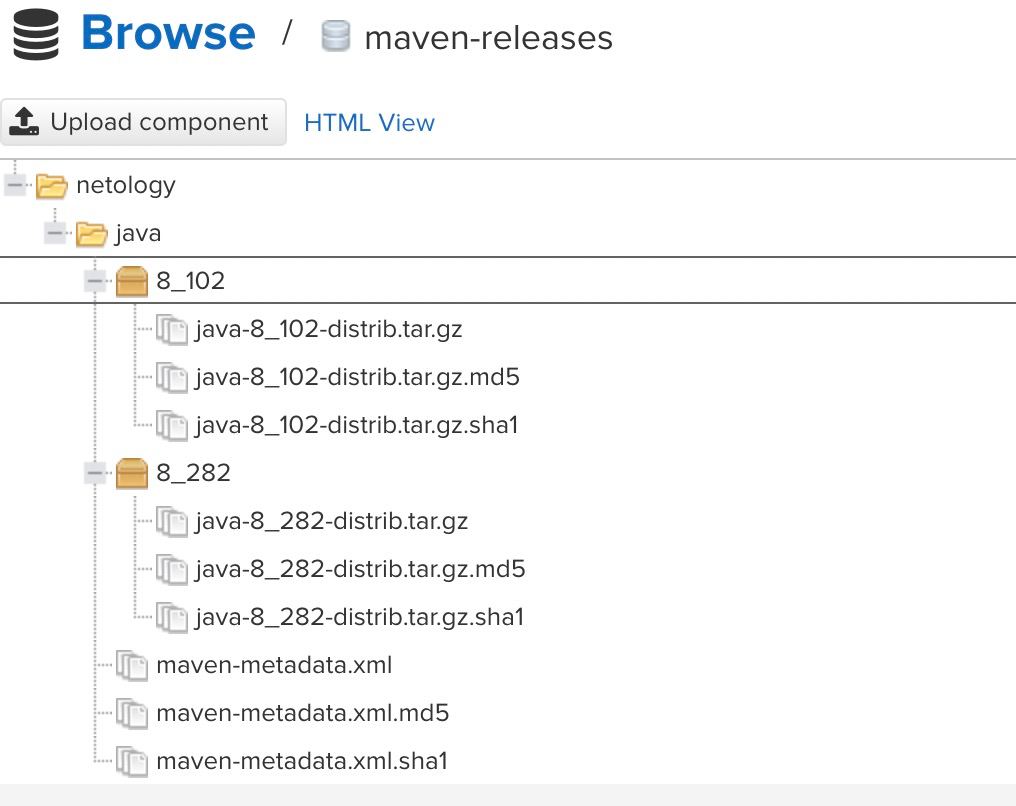 Browse / maven-releases
Upload component HTML View
netology
java
8_102
java-8_102-distrib.tar.gz
java-8_102-distrib.tar.gz.md5
java-8_102-distrib.tar.gz.sha1
8_282
java-8_282-distrib.tar.gz
java-8_282-distrib.tar.gz.md5
java-8_282-distrib.tar.gz.sha1
maven-metadata.xml
maven-metadata.xml.md5
maven-metadata.xml.sha1